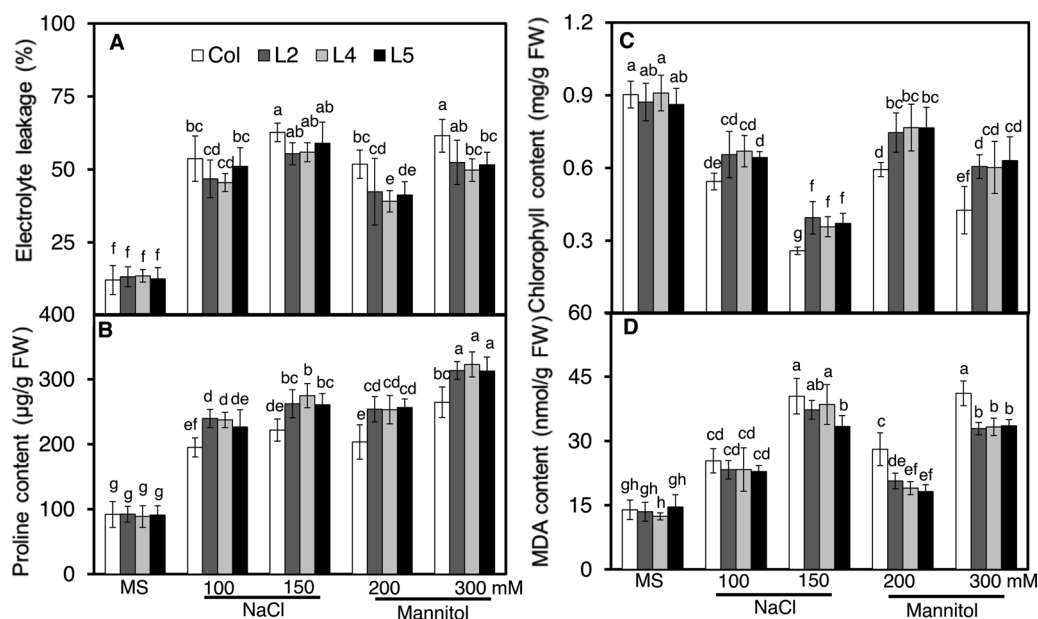 A
Col L2 L4 L5
Electrolyte leakage (%)
100
75
50
25
f f f f
bc cd cd bc
a ab ab ab
bc cd e de
a ab bc bc
B
Proline content (µg/g FW)
400
300
200
100
0
g g g g
ef d d de
de bc b bc
e cd cd cd
bc a a a
MS 100 150 200 300 mM
NaCl Mannitol
C
Chlorophyll content (mg/g FW)
1.2
0.9
0.6
0.3
a ab a ab
de cd cd d
g f f f
d bc bc bc
ef d cd cd
D
MDA content (nmol/g FW)
60
45
30
15
0
gh gh h gh
cd cd cd cd
a ab a b
c de ef ef
a b b b
MS 100 150 200 300 mM
NaCl Mannitol